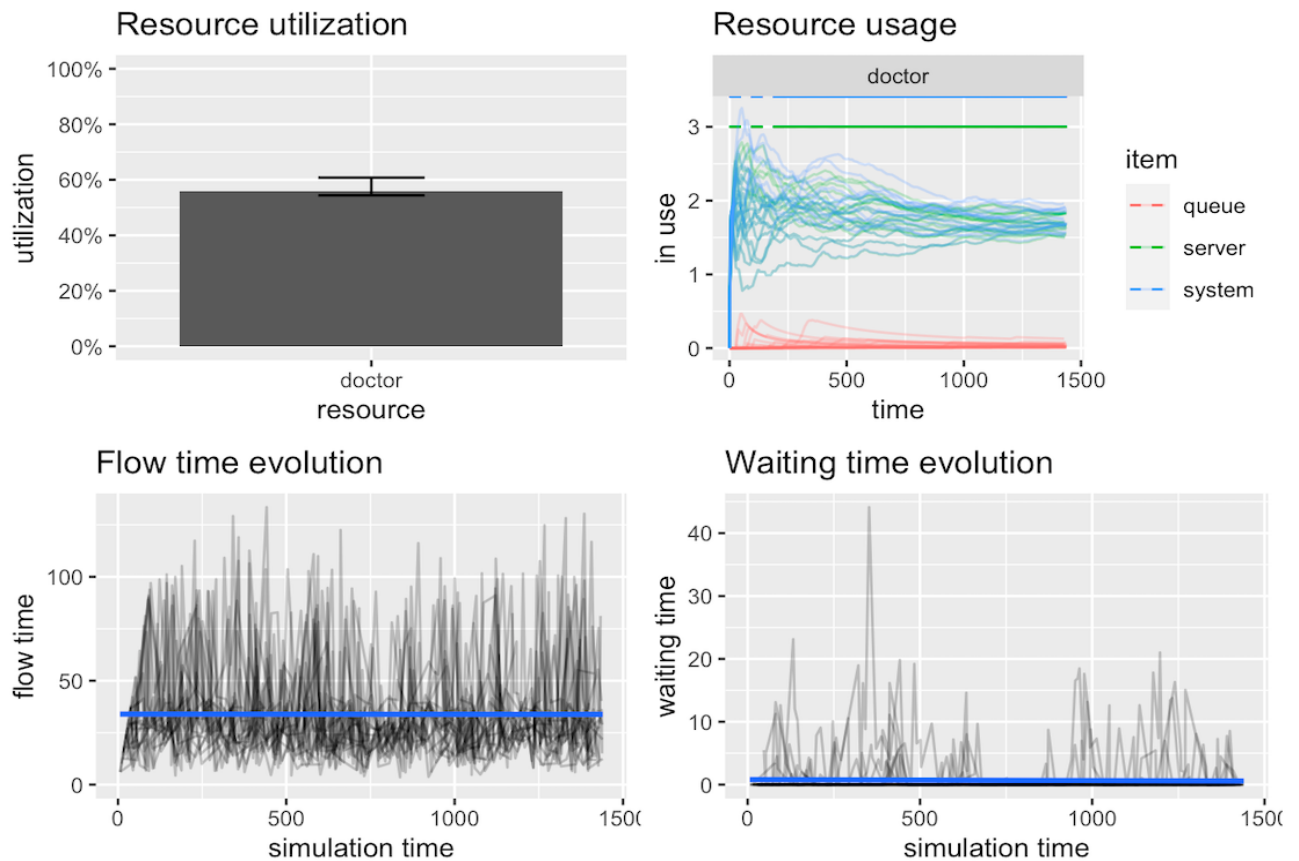 Resource utilization
100%
80%
60%
40%
20%
0%
utilization
doctor
resource
Resource usage
doctor
3
2
1
0
in use
0 500 1000 1500
time
item
queue
server
system
Flow time evolution
100
50
0
flow time
0 500 1000 1500
simulation time
Waiting time evolution
40
30
20
10
0
waiting time
0 500 1000 1500
simulation time